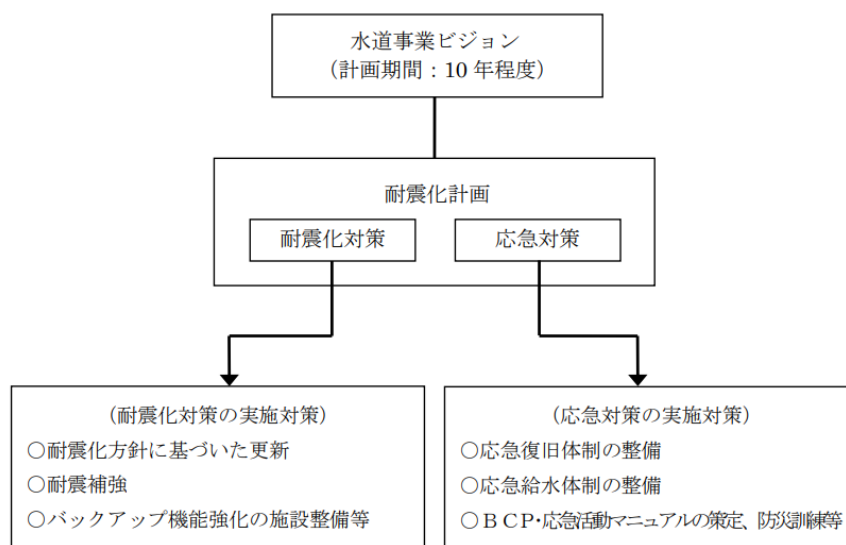 水道事業ビジョン
（計画期間：10 年程度）
耐震化計画
耐震化対策
応急対策
（耐震化対策の実施対策）
○耐震化方針に基づいた更新
○耐震補強
○バックアップ機能強化の施設整備等
（応急対策の実施対策）
○応急復旧体制の整備
○応急給水体制の整備
○ＢＣＰ・応急活動マニュアルの策定、防災訓練等